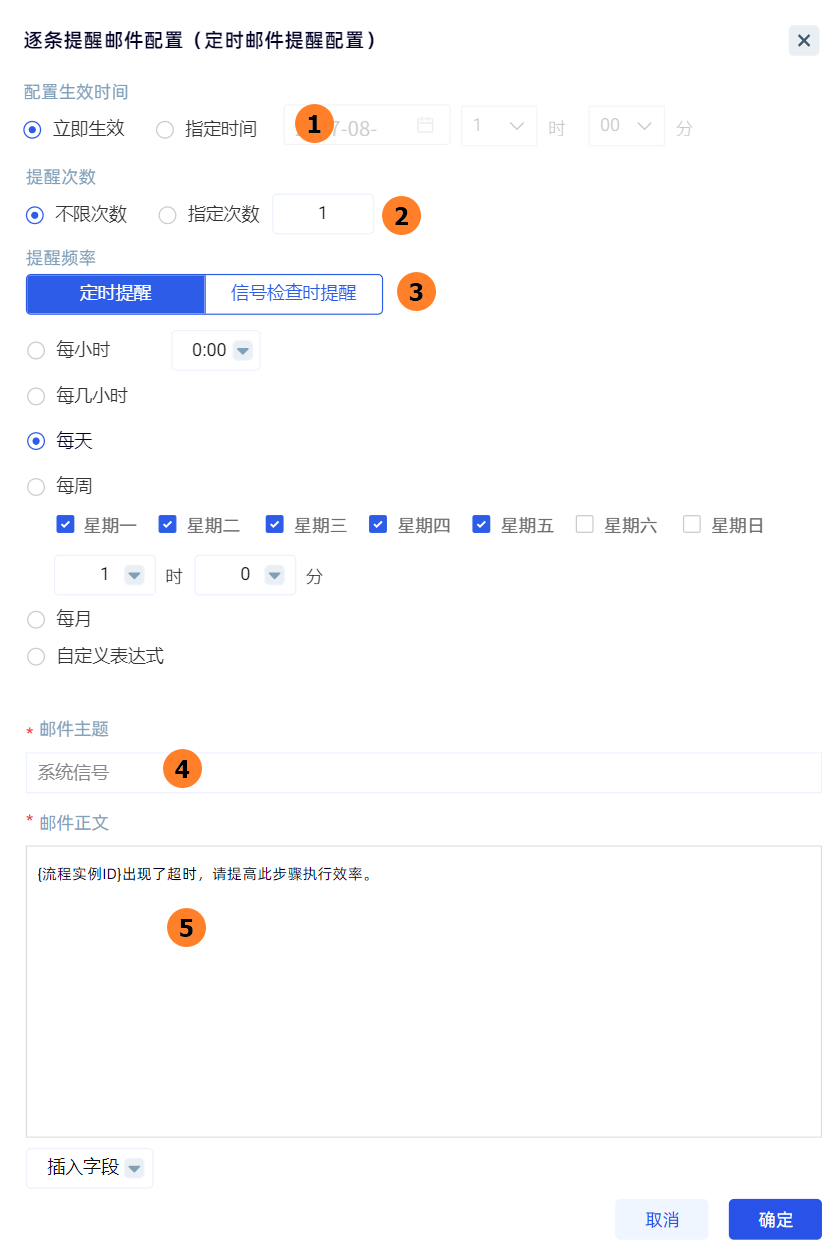 逐条提醒邮件配置（定时邮件提醒配置）
配置生效时间
立即生效 指定时间 1 7-08- 1 时 00 分
提醒次数
不限次数 指定次数 1 2
提醒频率
定时提醒 信号检查时提醒 3
每小时 0:00
每几小时
每天
每周
星期一 星期二 星期三 星期四 星期五 星期六 星期日
1 时 0 分
每月
自定义表达式
* 邮件主题
系统信号 4
* 邮件正文
{流程实例ID}出现了超时，请提高此步骤执行效率。
5
插入字段
取消 确定